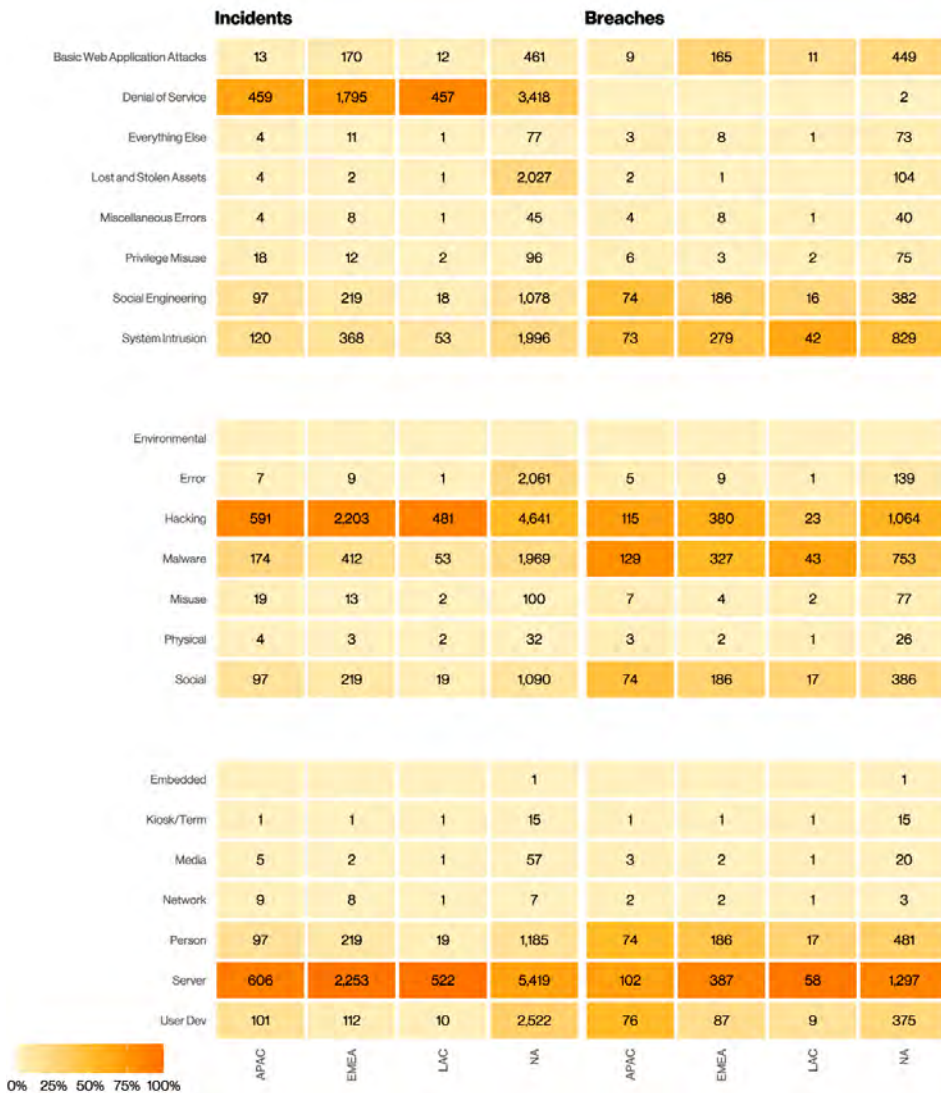 Incidents Breaches
Basic Web Application Attacks 13 170 12 461 9 165 11 449
Denial of Service 459 1,795 457 3,418 2
Everything Else 4 11 1 77 3 8 1 73
Lost and Stolen Assets 4 2 1 2,027 2 1 104
Miscellaneous Errors 4 8 1 45 4 8 1 40
Privilege Misuse 18 12 2 96 6 3 2 75
Social Engineering 97 219 18 1,078 74 186 16 382
System Intrusion 120 368 53 1,996 73 279 42 829
Environmental
Error 7 9 1 2,061 5 9 1 139
Hacking 591 2,203 481 4,641 115 380 23 1,064
Malware 174 412 53 1,969 129 327 43 753
Misuse 19 13 2 100 7 4 2 77
Physical 4 3 2 32 3 2 1 26
Social 97 219 19 1,090 74 186 17 386
Embedded 1 1
Kiosk/Term 1 1 1 15 1 1 1 15
Media 5 2 1 57 3 2 1 20
Network 9 8 1 7 2 2 1 3
Person 97 219 19 1,185 74 186 17 481
Server 606 2,253 522 5,419 102 387 58 1,297
User Dev 101 112 10 2,522 76 87 9 375
APAC EMEA LAC NA APAC EMEA LAC NA
0% 25% 50% 75% 100%